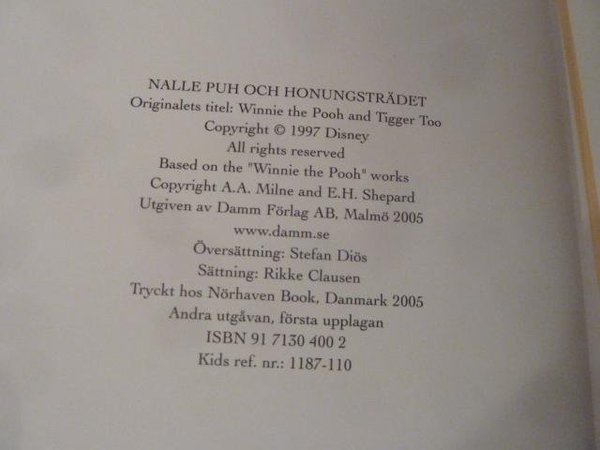 NALLE PUH OCH HONUNGSTRÄDET
Originalets titel: Winnie the Pooh and Tigger Too
Copyright © 1997 Disney
All rights reserved
Based on the "Winnie the Pooh" works
Copyright A.A. Milne and E.H. Shepard
Utgiven av Damm Förlag AB, Malmö 2005
www.damm.se
Översättning: Stefan Diös
Sättning: Rikke Clausen
Tryckt hos Nörhaven Book, Danmark 2005
Andra utgåvan, första upplagan
ISBN 91 7130 400 2
Kids ref. nr.: 1187-110